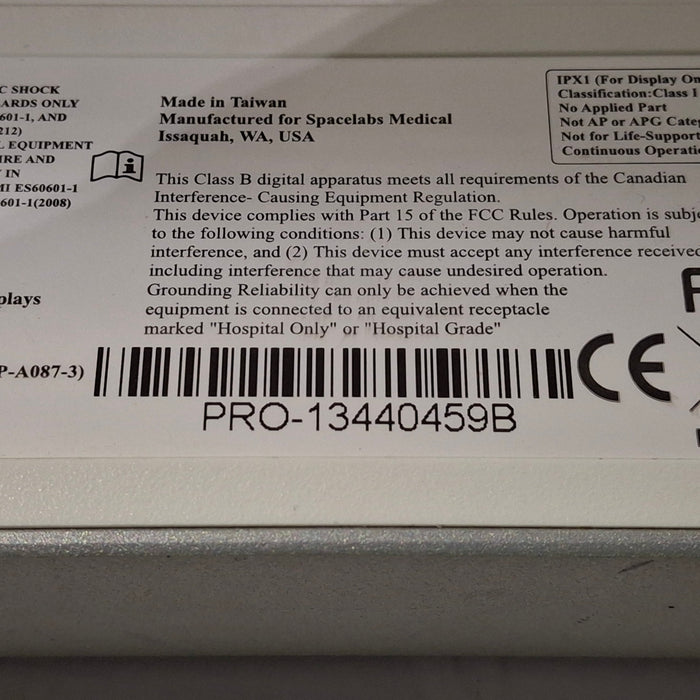 C SHOCK
ARDS ONLY
601-1, AND
212)
L EQUIPMENT
IRE AND
IN
MI ES60601-1
601-1(2008)
Made in Taiwan
Manufactured for Spacelabs Medical
Issaquah, WA, USA
IPX1 (For Display On
Classification:Class I
No Applied Part
Not AP or APG Categ
Not for Life-Support
Continuous Operatio
This Class B digital apparatus meets all requirements of the Canadian
Interference- Causing Equipment Regulation.
This device complies with Part 15 of the FCC Rules. Operation is subje
to the following conditions: (1) This device may not cause harmful
interference, and (2) This device must accept any interference received
including interference that may cause undesired operation.
Grounding Reliability can only be achieved when the
equipment is connected to an equivalent receptacle
marked "Hospital Only" or "Hospital Grade"
plays
P-A087-3)
CE
PRO-13440459B